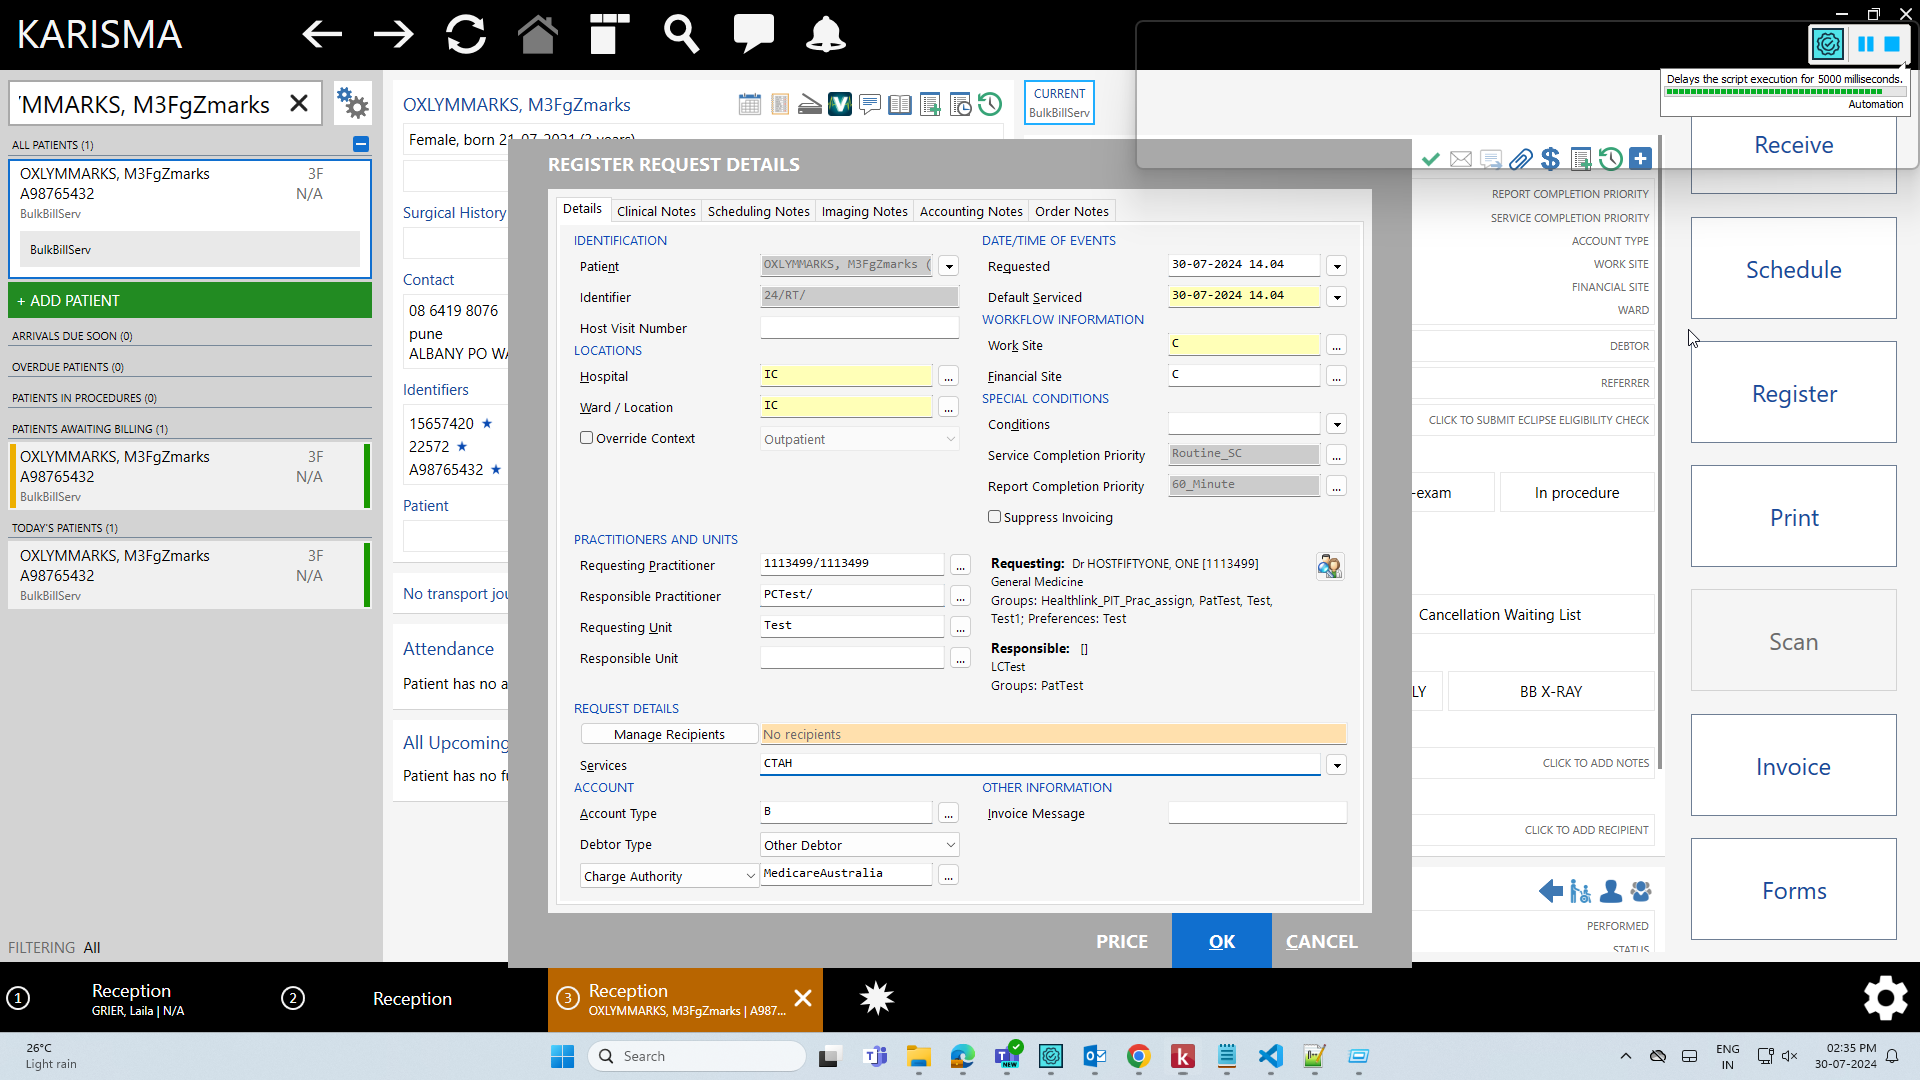 KARISMA
Delays the script execution for 5000 milliseconds.
Automation
'MMARKS, M3FgZmarks
ALL PATIENTS (1)
OXLYMMARKS, M3FgZmarks 3F
A98765432 N/A
BulkBillServ
BulkBillServ
+ ADD PATIENT
ARRIVALS DUE SOON (0)
OVERDUE PATIENTS (0)
PATIENTS IN PROCEDURES (0)
PATIENTS AWAITING BILLING (1)
OXLYMMARKS, M3FgZmarks 3F
A98765432 N/A
BulkBillServ
TODAY'S PATIENTS (1)
OXLYMMARKS, M3FgZmarks 3F
A98765432 N/A
BulkBillServ
FILTERING All
OXLYMMARKS, M3FgZmarks
Female, born 21-07-2021 (3 years)
Surgical History
Contact
08 6419 8076
pune
ALBANY PO WA
Identifiers
15657420
22572
A98765432
Patient
No transport jou
Attendance
Patient has no a
All Upcoming
Patient has no fu
CURRENT
BulkBillServ
REGISTER REQUEST DETAILS
Details Clinical Notes Scheduling Notes Imaging Notes Accounting Notes Order Notes
IDENTIFICATION
Patient OXLYMMARKS, M3FgZmarks (
Identifier 24/RT/
Host Visit Number
LOCATIONS
Hospital IC ...
Ward / Location IC ...
Override Context Outpatient
DATE/TIME OF EVENTS
Requested 30-07-2024 14.04
Default Serviced 30-07-2024 14.04
WORKFLOW INFORMATION
Work Site C ...
Financial Site C ...
SPECIAL CONDITIONS
Conditions
Service Completion Priority Routine_SC ...
Report Completion Priority 60_Minute ...
Suppress Invoicing
PRACTITIONERS AND UNITS
Requesting Practitioner 1113499/1113499 ...
Responsible Practitioner PCTest/ ...
Requesting Unit Test ...
Responsible Unit ...
Requesting: Dr HOSTFIFTYONE, ONE [1113499]
General Medicine
Groups: Healthlink_PIT_Prac_assign, PatTest, Test,
Test1; Preferences: Test
Responsible: []
LCTest
Groups: PatTest
REQUEST DETAILS
Manage Recipients No recipients
Services CTAH
ACCOUNT
Account Type B ...
Debtor Type Other Debtor
Charge Authority MedicareAustralia ...
OTHER INFORMATION
Invoice Message
PRICE OK CANCEL
REPORT COMPLETION PRIORITY
SERVICE COMPLETION PRIORITY
ACCOUNT TYPE
WORK SITE
FINANCIAL SITE
WARD
DEBTOR
REFERRER
CLICK TO SUBMIT ECLIPSE ELIGIBILITY CHECK
-exam In procedure
Cancellation Waiting List
LY BB X-RAY
CLICK TO ADD NOTES
CLICK TO ADD RECIPIENT
PERFORMED
STATUS
Receive
Schedule
Register
Print
Scan
Invoice
Forms
1 Reception
GRIER, Laila | N/A
2 Reception
3 Reception
OXLYMMARKS, M3FgZmarks | A987...
26°C
Light rain
Search
NEW
ENG
IN
02:35 PM
30-07-2024